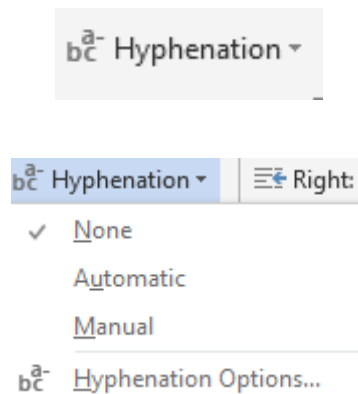 Hyphenation
Hyphenation Right:
None
Automatic
Manual
Hyphenation Options...